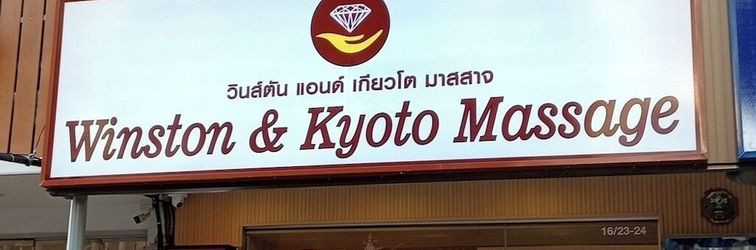 วินส์ตัน แอนด์ เกียวโต มาสสาจ
Winston & Kyoto Massage
16/23-24